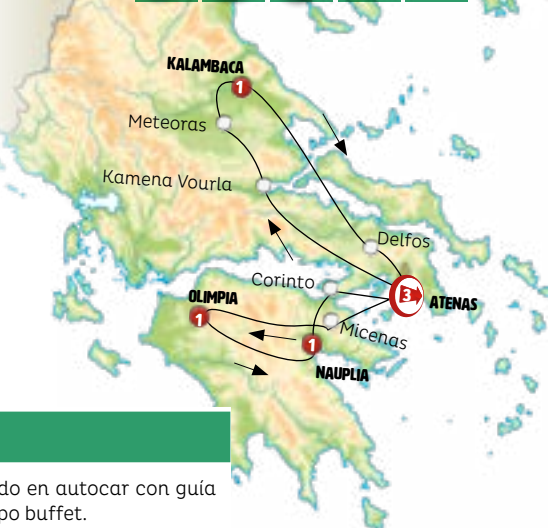 KALAMBACA
1
Meteoras
Kamena Vourla
Delfos
Corinto
3
ATENAS
OLIMPIA
1
Micenas
1
NAUPLIA
do en autocar con guía
po buffet.